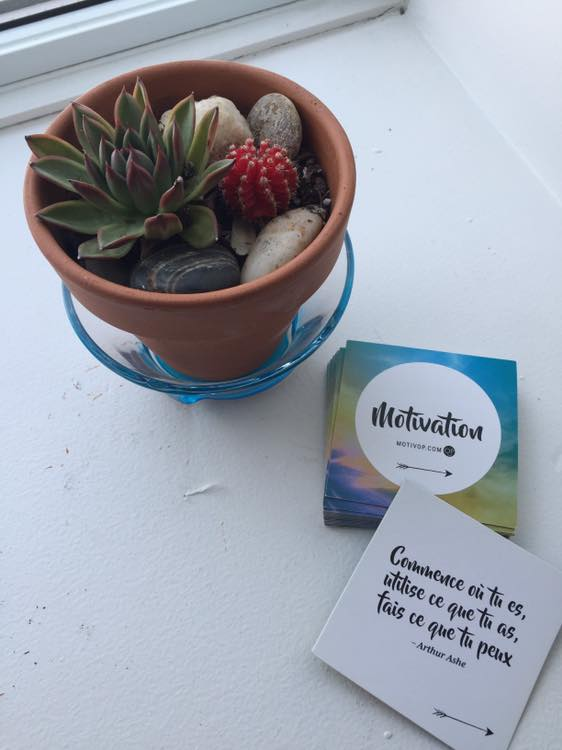 Motivation
MOTIVOP.COM OP
Commence où tu es,
utilise ce que tu as,
fais ce que tu peux
- Arthur Ashe